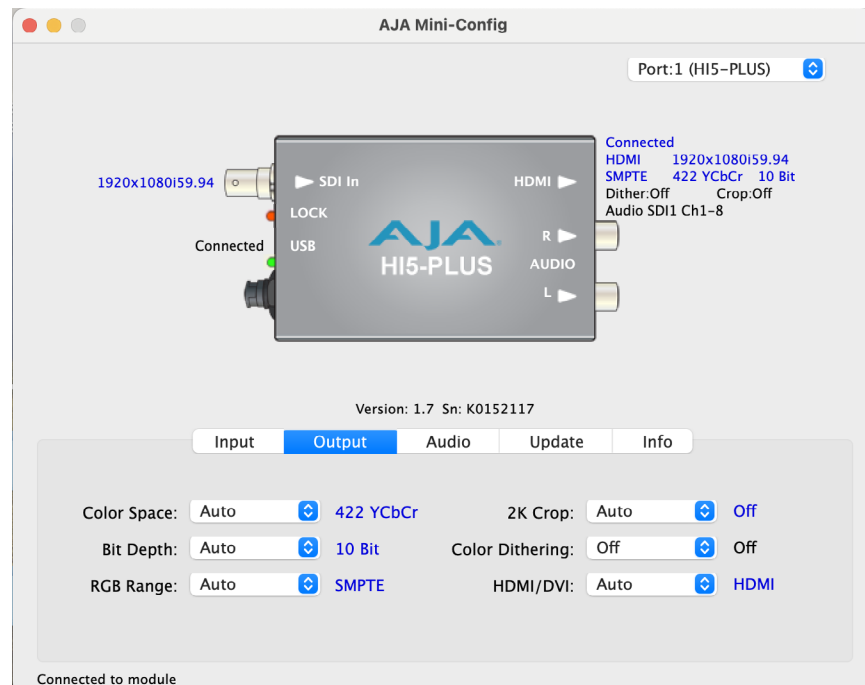 AJA Mini-Config
Port:1 (HI5-PLUS)
Connected
HDMI 1920x1080i59.94
SMPTE 422 YCbCr 10 Bit
Dither:Off Crop:Off
Audio SDI1 Ch1-8
1920x1080i59.94
SDI In
HDMI
LOCK
Connected
USB
AJA
HI5-PLUS
R
AUDIO
L
Version: 1.7 Sn: K0152117
Input Output Audio Update Info
Color Space: Auto 422 YCbCr 2K Crop: Auto Off
Bit Depth: Auto 10 Bit Color Dithering: Off Off
RGB Range: Auto SMPTE HDMI/DVI: Auto HDMI
Connected to module